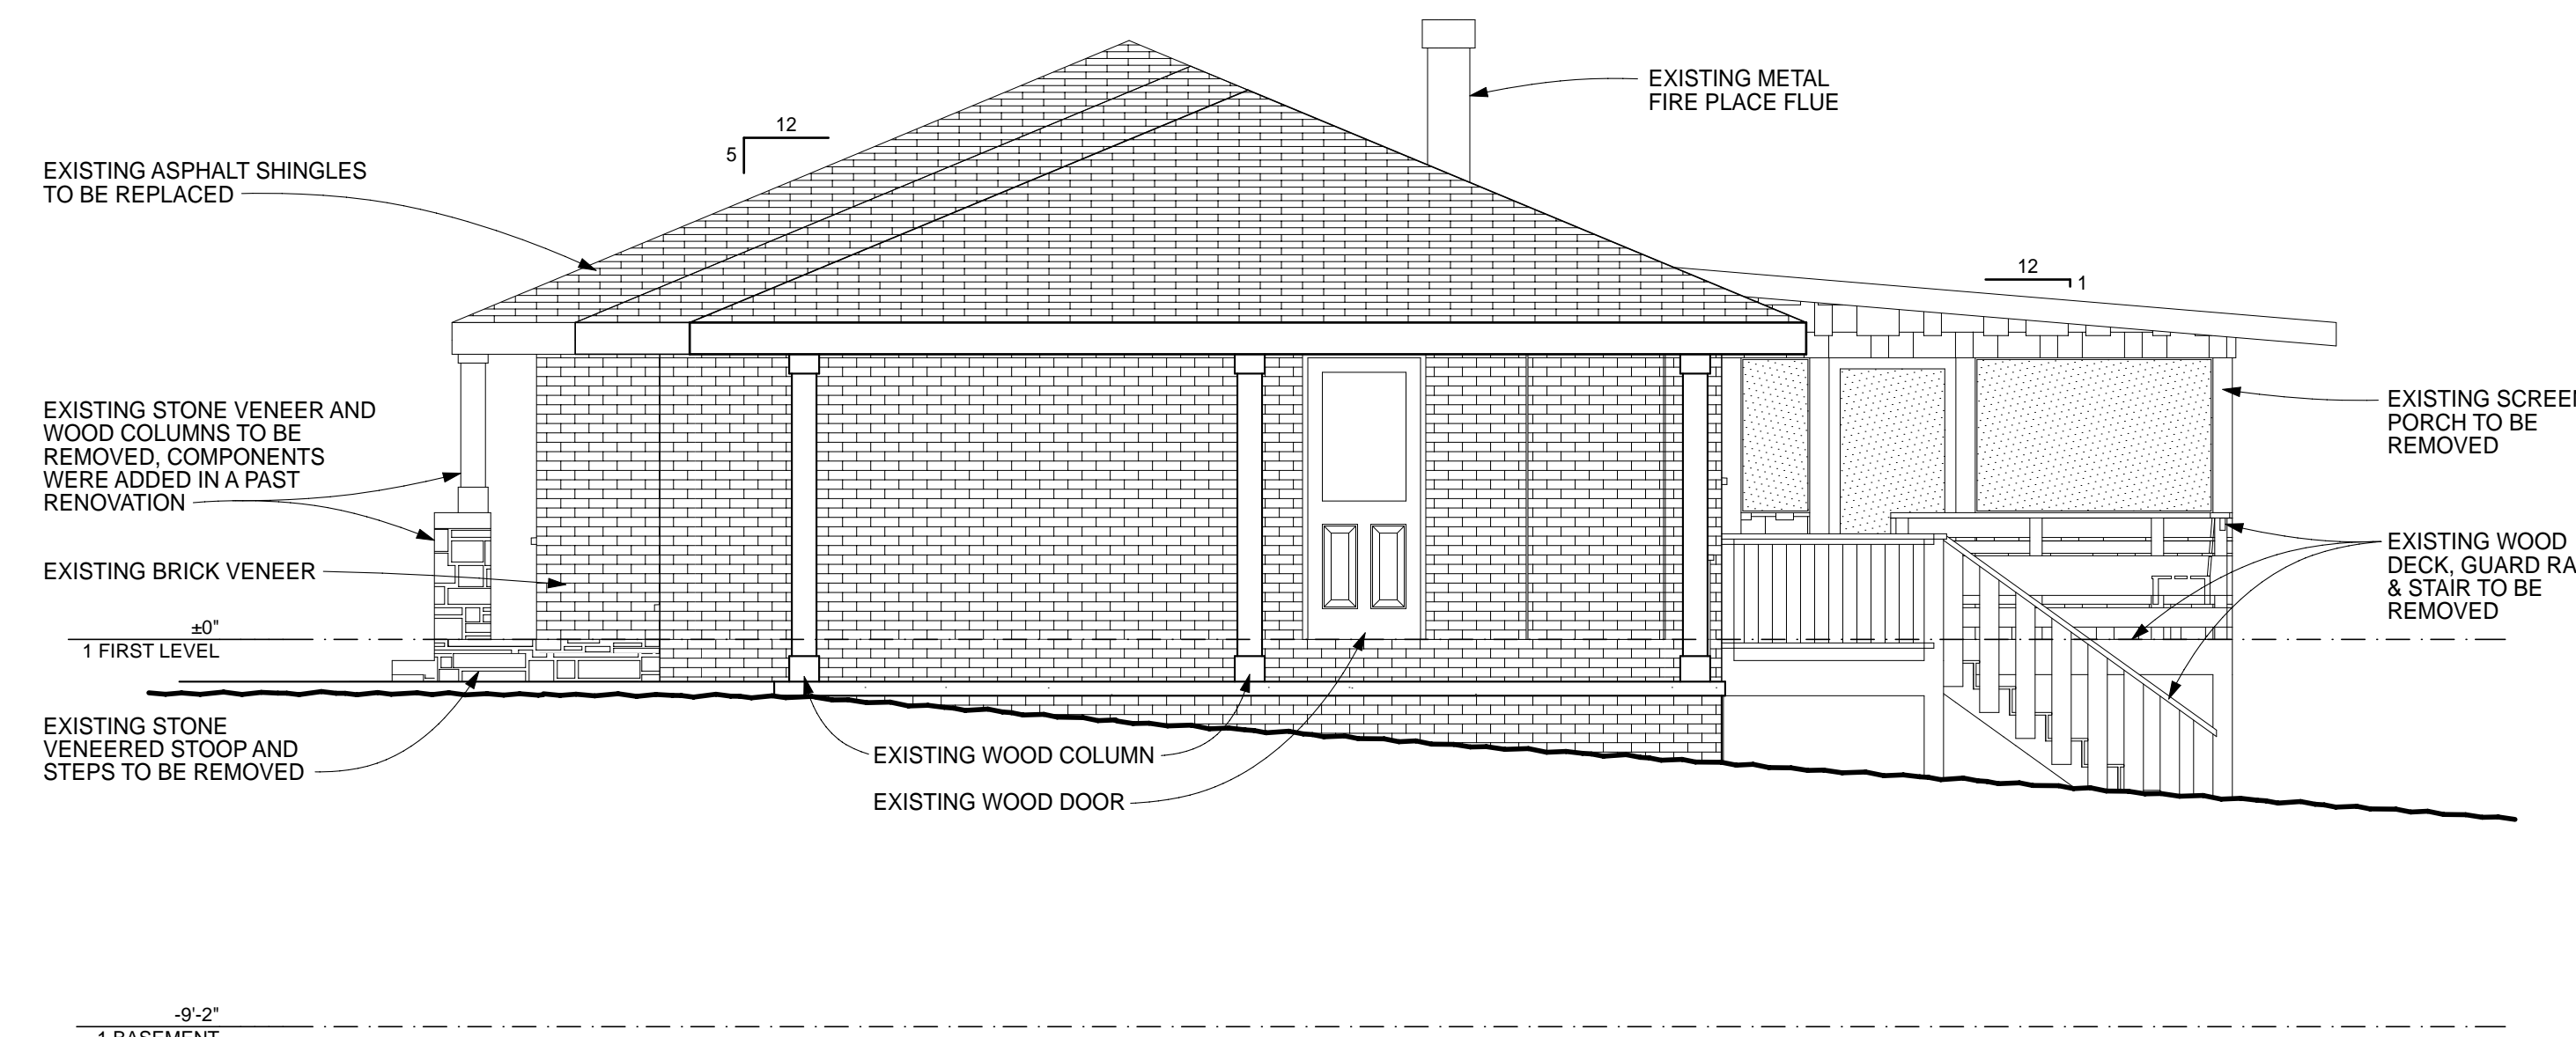 EXISTING METAL
FIRE PLACE FLUE
12
5
EXISTING ASPHALT SHINGLES
TO BE REPLACED
12
1
EXISTING STONE VENEER AND
WOOD COLUMNS TO BE
REMOVED, COMPONENTS
WERE ADDED IN A PAST
RENOVATION
EXISTING SCREEN
PORCH TO BE
REMOVED
EXISTING BRICK VENEER
EXISTING WOOD
DECK, GUARD RA
& STAIR TO BE
REMOVED
±0"
1 FIRST LEVEL
EXISTING STONE
VENEERED STOOP AND
STEPS TO BE REMOVED
EXISTING WOOD COLUMN
EXISTING WOOD DOOR
-9'-2"
1 BASEMENT